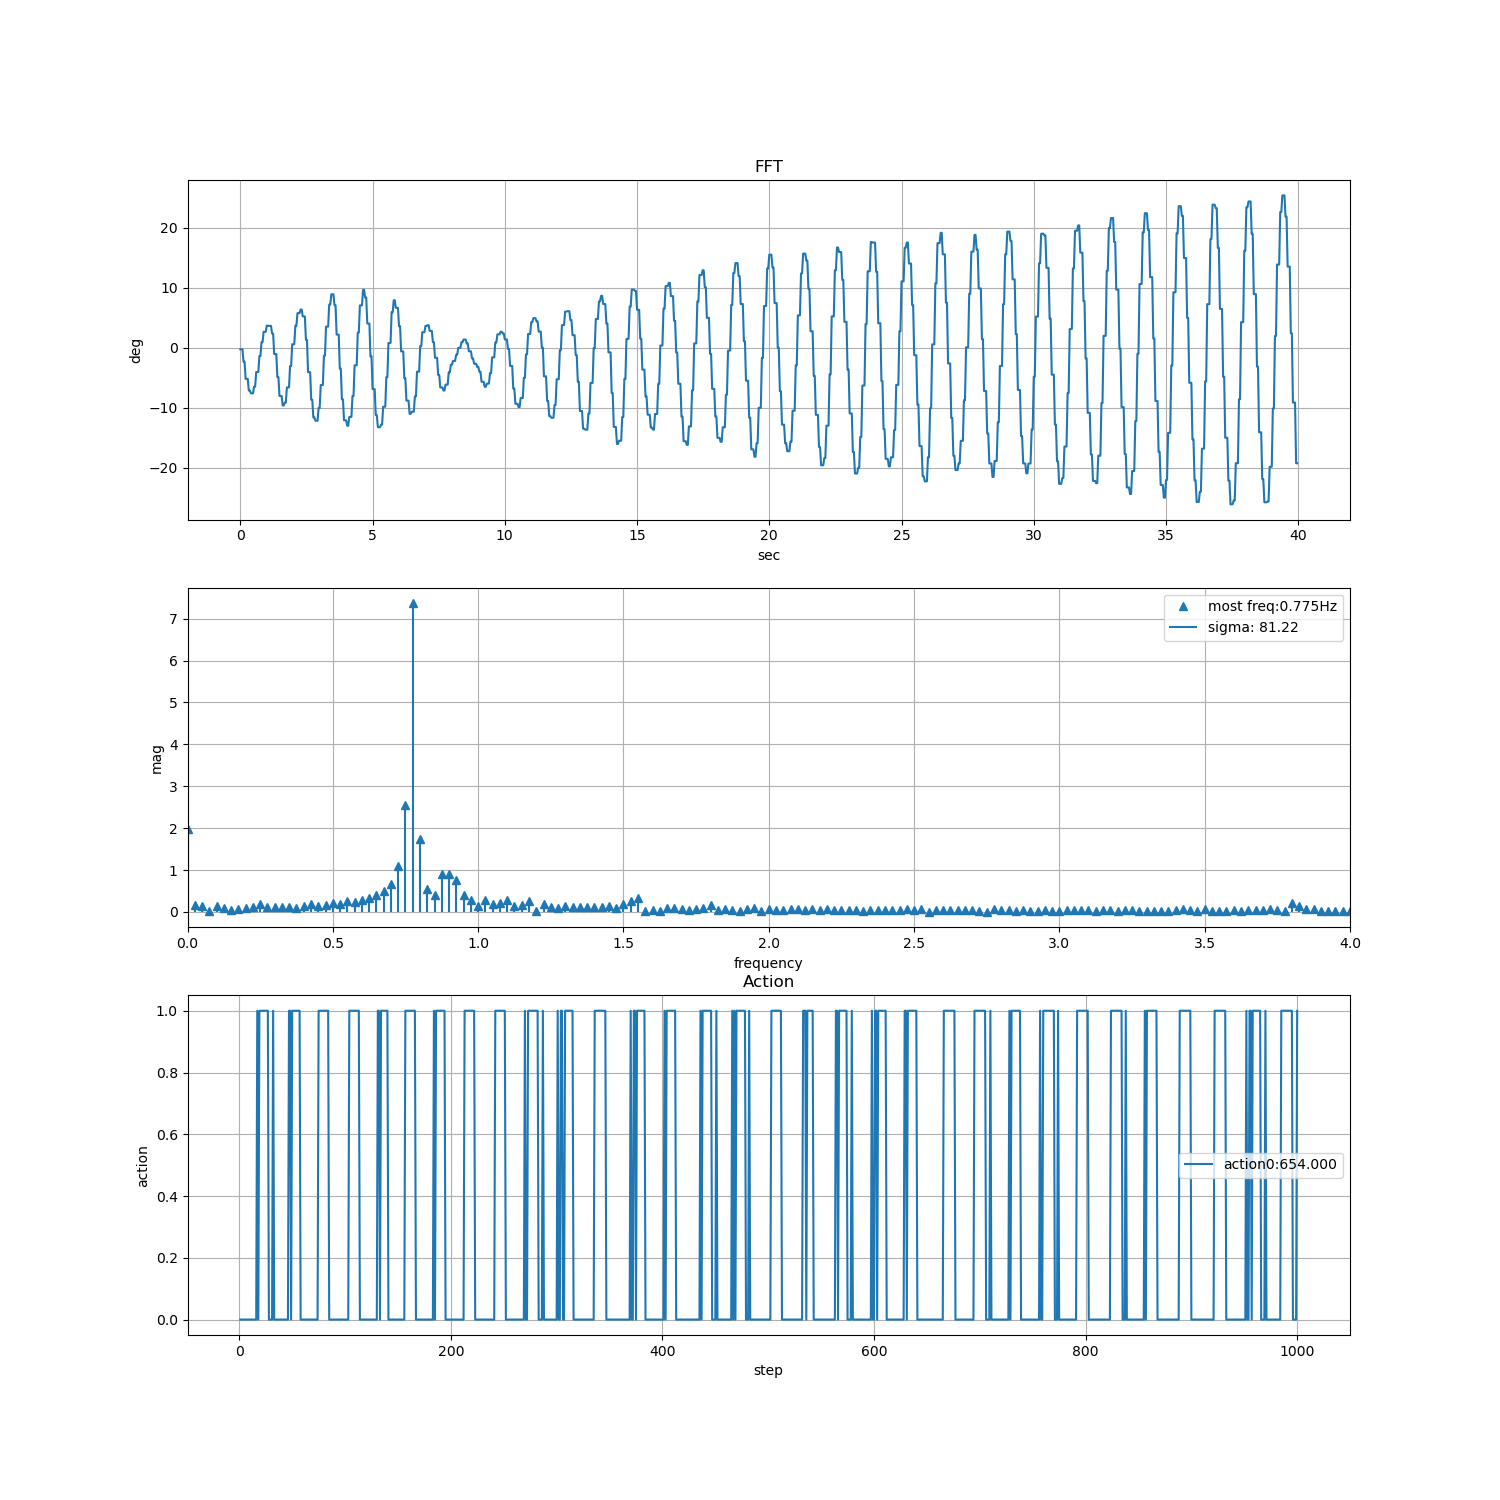 FFT
20
10
0
−10
−20
deg
0 5 10 15 20 25 30 35 40
sec
7
6
5
4
3
2
1
0
mag
most freq:0.775Hz
sigma: 81.22
0.0 0.5 1.0 1.5 2.0 2.5 3.0 3.5 4.0
frequency
Action
1.0
0.8
0.6
0.4
0.2
0.0
action
action0:654.000
0 200 400 600 800 1000
step